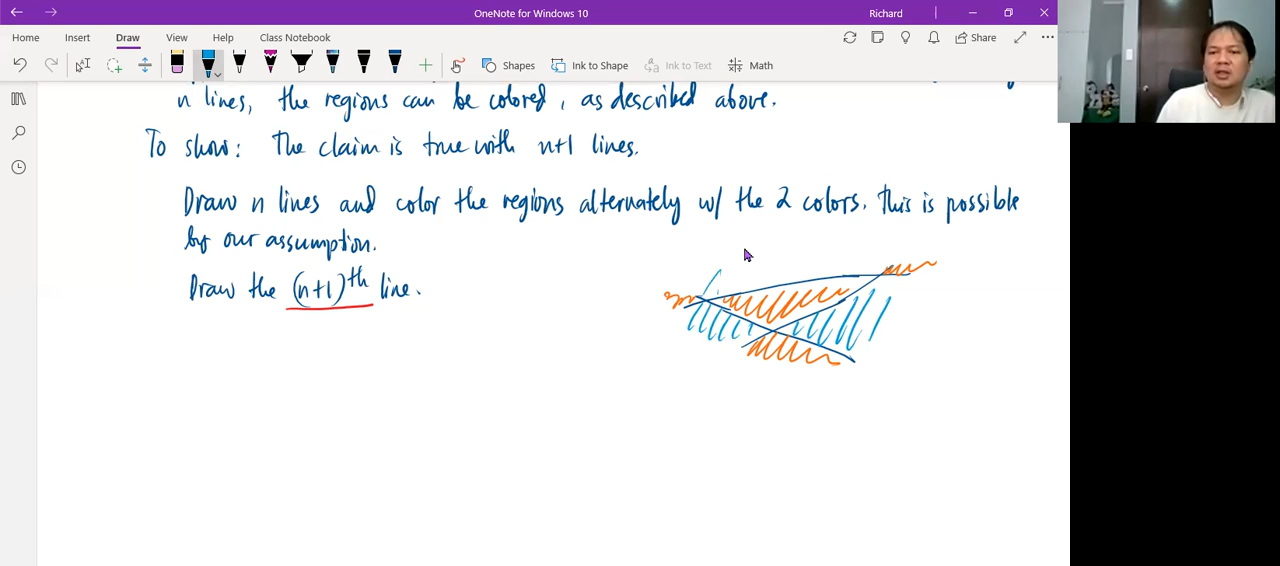 OneNote for Windows 10
Richard
Home Insert Draw View Help Class Notebook
Share
Shapes Ink to Shape Ink to Text Math
n lines, the regions can be colored, as described above.
To show: The claim is true with n+1 lines.
Draw n lines and color the regions alternately w/ the 2 colors. This is possible
by our assumption.
Draw the (n+1)th line.